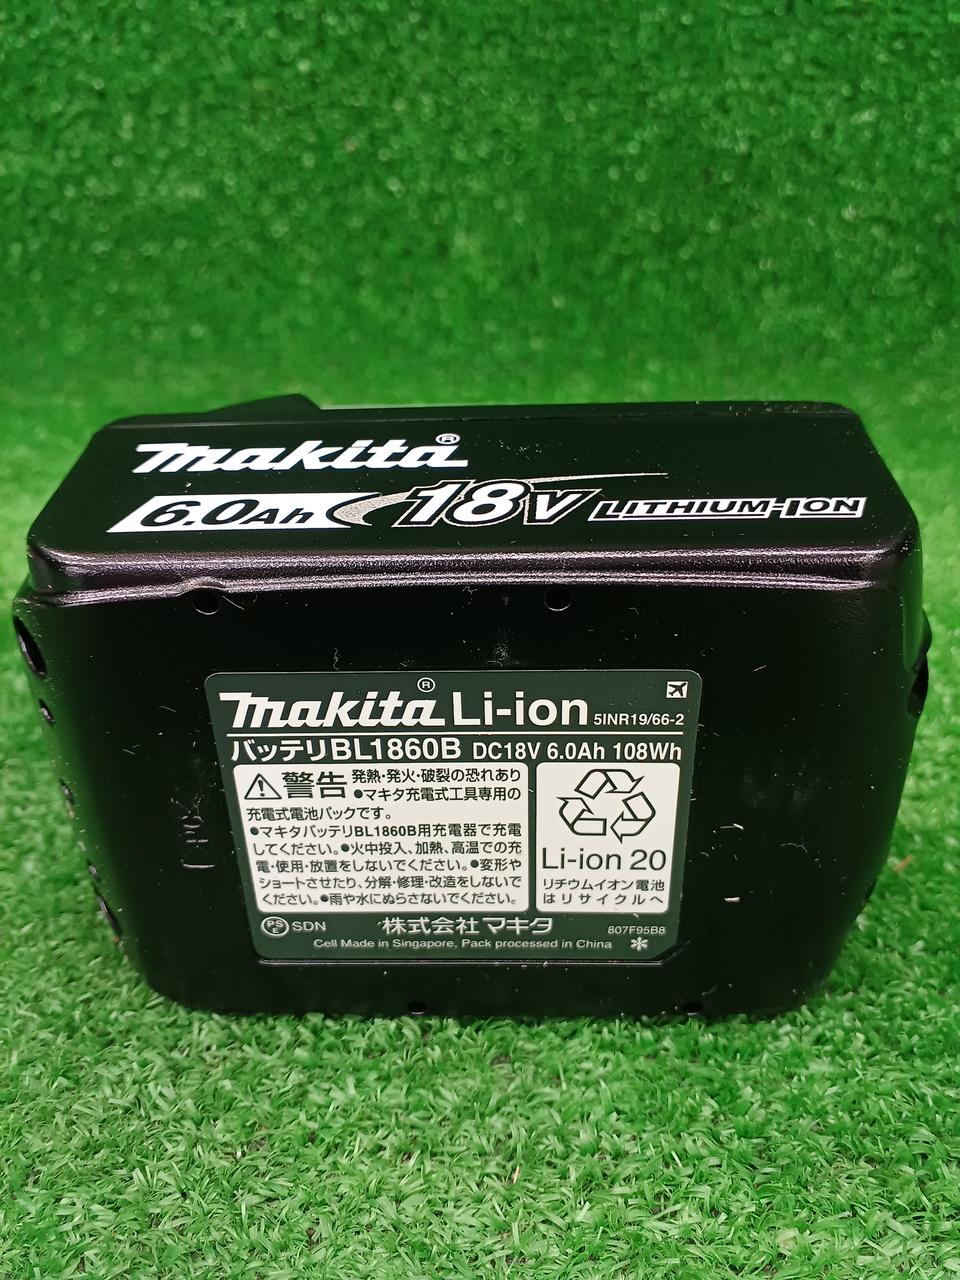 makita®
6.0Ah 18V LITHIUM-ION
makita® Li-ion 5INR19/66-2
バッテリBL1860B DC18V 6.0Ah 108Wh
警告 発熱・発火・破裂の恐れあり
●マキタ充電式工具専用の
充電式電池パックです。
●マキタバッテリBL1860B用充電器で充電
してください。●火中投入、加熱、高温での充
電・使用・放置をしないでください。●変形や
ショートさせたり、分解・修理・改造をしないで
ください。●雨や水にぬらさないでください。
Li-ion 20
リチウムイオン電池
はリサイクルへ
PS E SDN 株式会社マキタ 807F95B8
Cell Made in Singapore, Pack processed in China